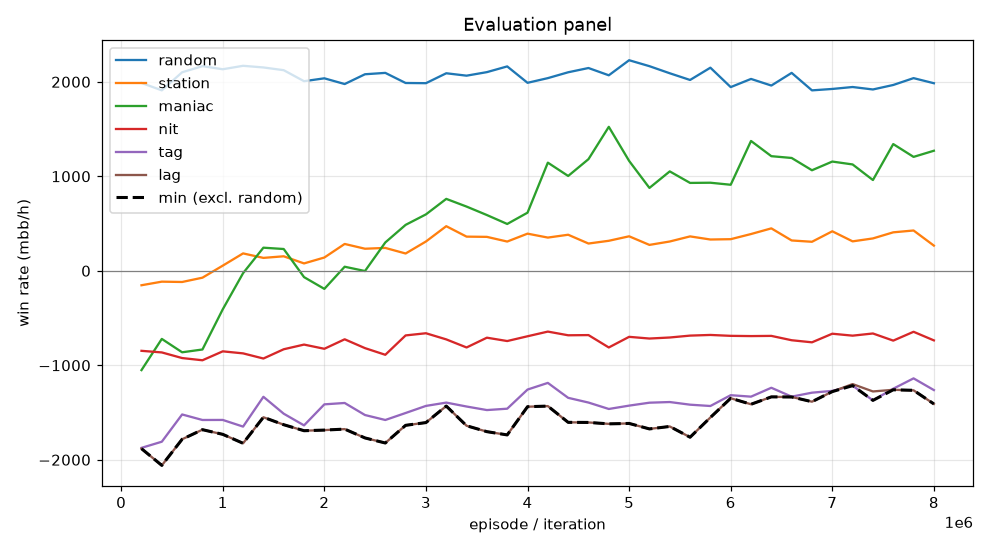 Evaluation panel
random
station
maniac
nit
tag
lag
min (excl. random)
win rate (mbb/h)
2000
1000
0
−1000
−2000
0 1 2 3 4 5 6 7 8
1e6
episode / iteration